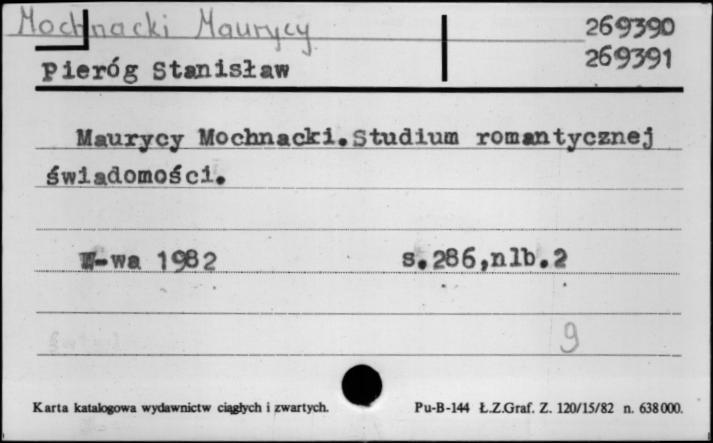 Mochnacki Maurycy 269390
269391
Pieróg Stanisław
Maurycy Mochnacki.Studium romantycznej
świadomości.
W-wa 1982 s.286,nlb.2
9
Karta katalogowa wydawnictw ciągłych i zwartych. Pu-B-144 Ł.Z.Graf. Z. 120/15/82 n. 638000.